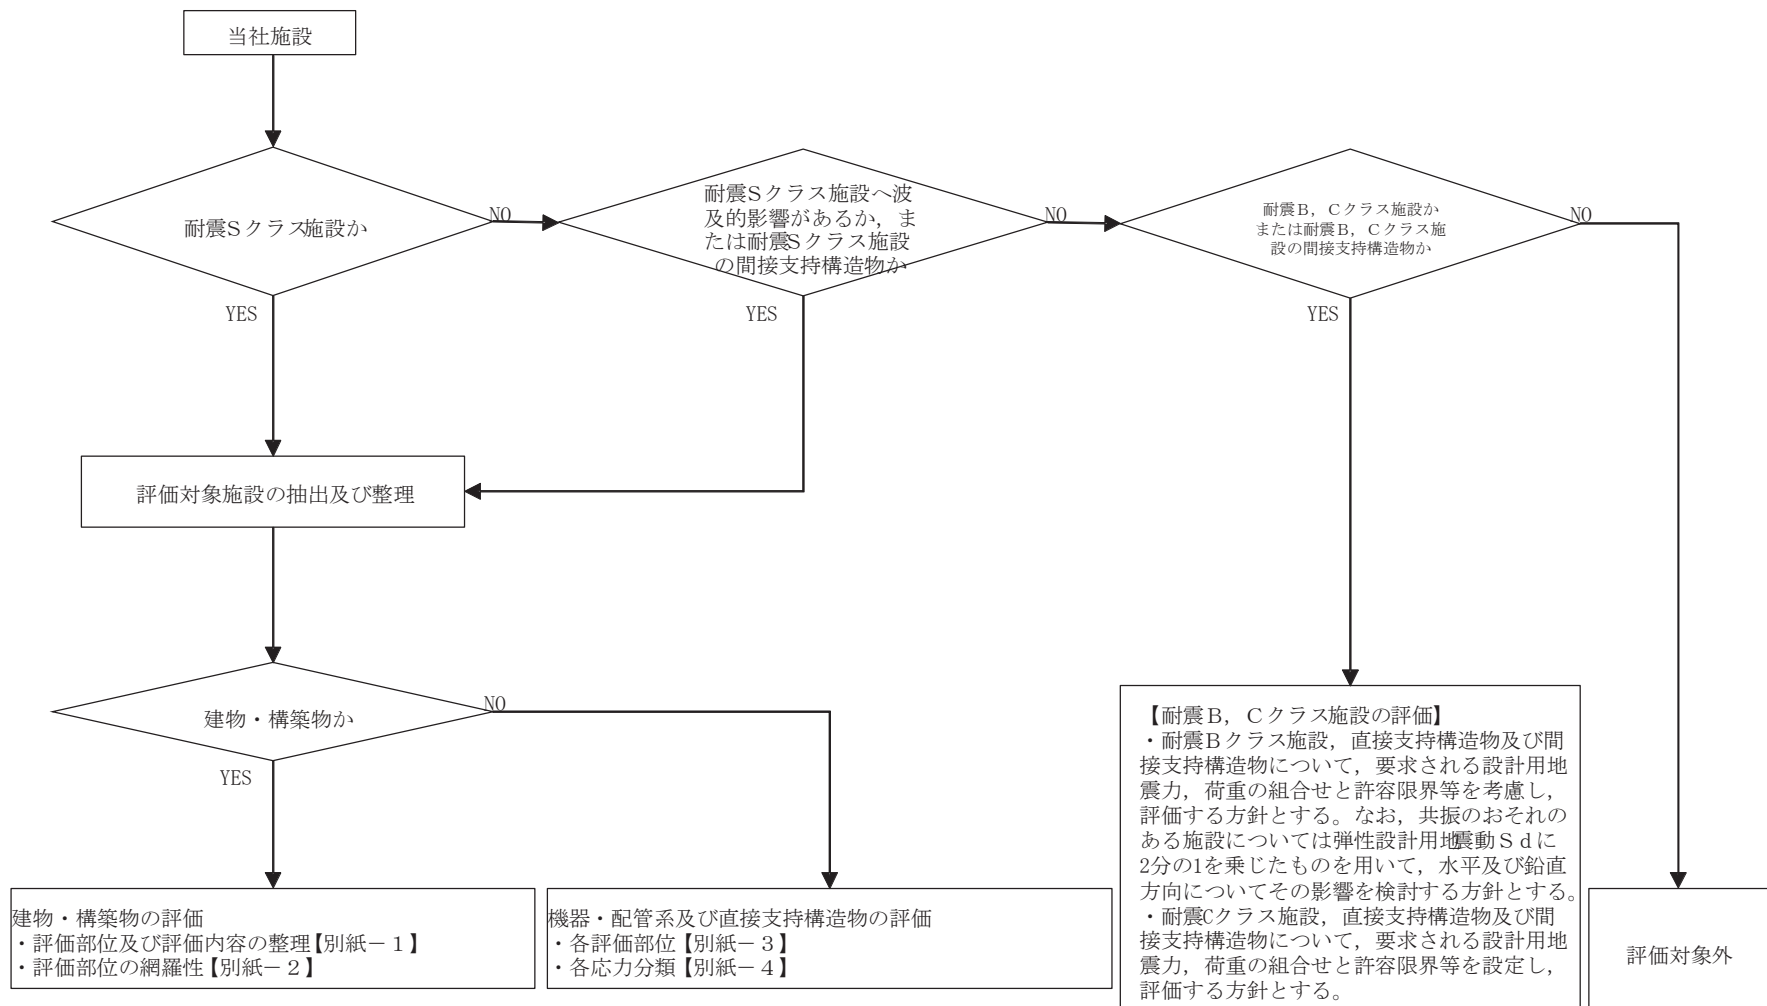 当社施設
耐震Sクラス施設か
NO
YES
耐震Sクラス施設へ波
及的影響があるか，ま
たは耐震Sクラス施設
の間接支持構造物か
NO
YES
耐震Ｂ，Ｃクラス施設か
または耐震Ｂ，Ｃクラス施
設の間接支持構造物か
NO
YES
評価対象施設の抽出及び整理
建物・構築物か
NO
YES
建物・構築物の評価
・評価部位及び評価内容の整理【別紙－１】
・評価部位の網羅性【別紙－２】
機器・配管系及び直接支持構造物の評価
・各評価部位【別紙－３】
・各応力分類【別紙－４】
【耐震Ｂ，Ｃクラス施設の評価】
・耐震Ｂクラス施設，直接支持構造物及び間
接支持構造物について，要求される設計用地
震力，荷重の組合せと許容限界等を考慮し，
評価する方針とする。なお，共振のおそれの
ある施設については弾性設計用地震動Ｓｄに
2分の1を乗じたものを用いて，水平及び鉛直
方向についてその影響を検討する方針とする。
・耐震Cクラス施設，直接支持構造物及び間
接支持構造物について，要求される設計用地
震力，荷重の組合せと許容限界等を設定し，
評価する方針とする。
評価対象外